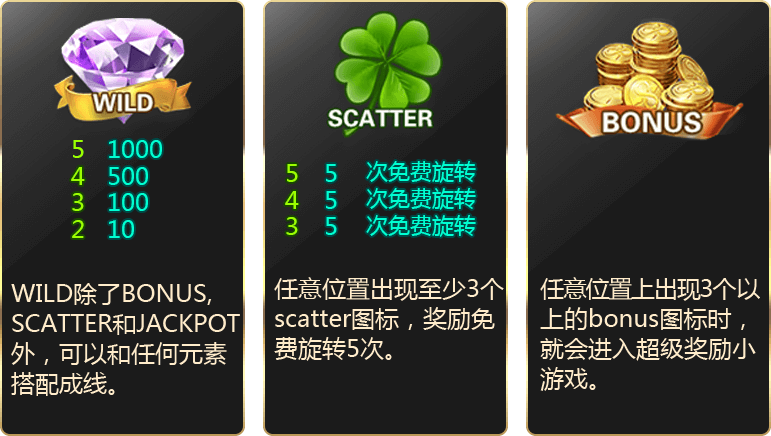 WILD
5 1000
4 500
3 100
2 10
WILD除了BONUS,
SCATTER和JACKPOT
外，可以和任何元素
搭配成线。
SCATTER
5 5 次免费旋转
4 5 次免费旋转
3 5 次免费旋转
任意位置出现至少3个
scatter图标，奖励免
费旋转5次。
BONUS
任意位置上出现3个以
上的bonus图标时，
就会进入超级奖励小
游戏。